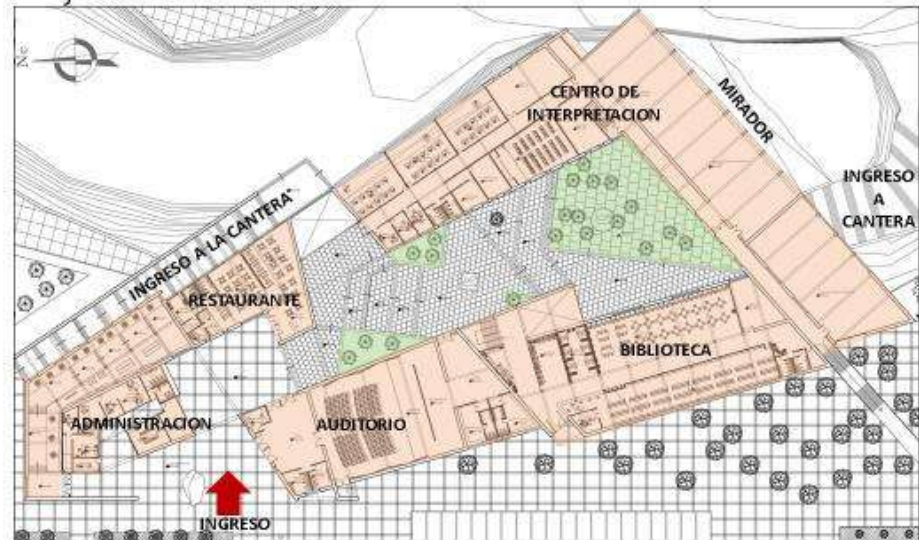 CENTRO DE
INTERPRETACION
MIRADOR
INGRESO
A
CANTERA
INGRESO A LA CANTERA"
RESTAURANTE
BIBLIOTECA
ADMINISTRACION
AUDITORIO
INGRESO